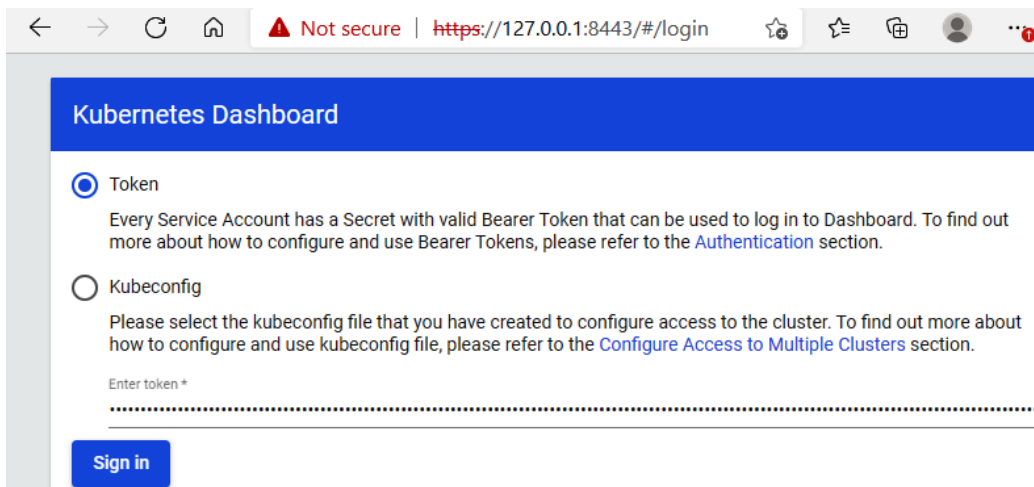 Not secure | https://127.0.0.1:8443/#/login
Kubernetes Dashboard
Token
Every Service Account has a Secret with valid Bearer Token that can be used to log in to Dashboard. To find out
more about how to configure and use Bearer Tokens, please refer to the Authentication section.
Kubeconfig
Please select the kubeconfig file that you have created to configure access to the cluster. To find out more about
how to configure and use kubeconfig file, please refer to the Configure Access to Multiple Clusters section.
Enter token *
Sign in